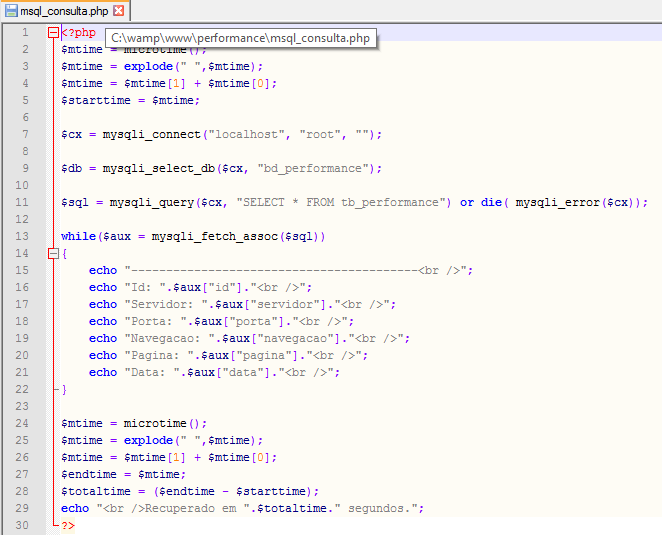 msql_consulta.php
1 <?php
C:\wamp\www\performance\msql_consulta.php
2 $mtime = microtime();
3 $mtime = explode(" ",$mtime);
4 $mtime = $mtime[1] + $mtime[0];
5 $starttime = $mtime;
6
7 $cx = mysqli_connect("localhost", "root", "");
8
9 $db = mysqli_select_db($cx, "bd_performance");
10
11 $sql = mysqli_query($cx, "SELECT * FROM tb_performance") or die( mysqli_error($cx));
12
13 while($aux = mysqli_fetch_assoc($sql))
14 {
15     echo "-----------------------------------------<br />";
16     echo "Id: ".$aux["id"]."<br />";
17     echo "Servidor: ".$aux["servidor"]."<br />";
18     echo "Porta: ".$aux["porta"]."<br />";
19     echo "Navegacao: ".$aux["navegacao"]."<br />";
20     echo "Pagina: ".$aux["pagina"]."<br />";
21     echo "Data: ".$aux["data"]."<br />";
22 }
23
24 $mtime = microtime();
25 $mtime = explode(" ",$mtime);
26 $mtime = $mtime[1] + $mtime[0];
27 $endtime = $mtime;
28 $totaltime = ($endtime - $starttime);
29 echo "<br />Recuperado em ".$totaltime." segundos.";
30 ?>